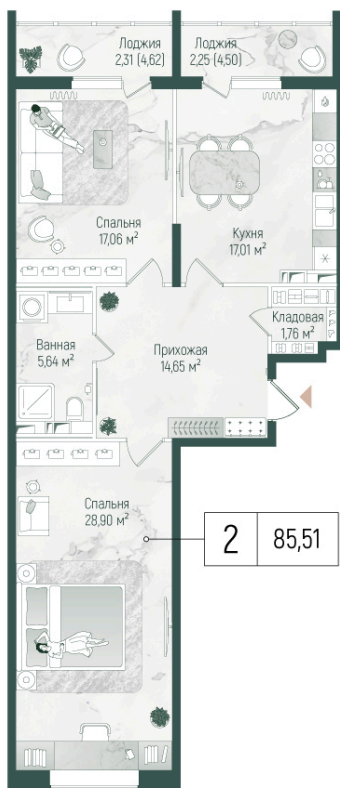 Лоджия
2,31 (4,62)
Лоджия
2,25 (4,50)
Спальня
17,06 м²
Кухня
17,01 м²
Кладовая
1,76 м²
Ванная
5,64 м²
Прихожая
14,65 м²
Спальня
28,90 м²
2
85,51